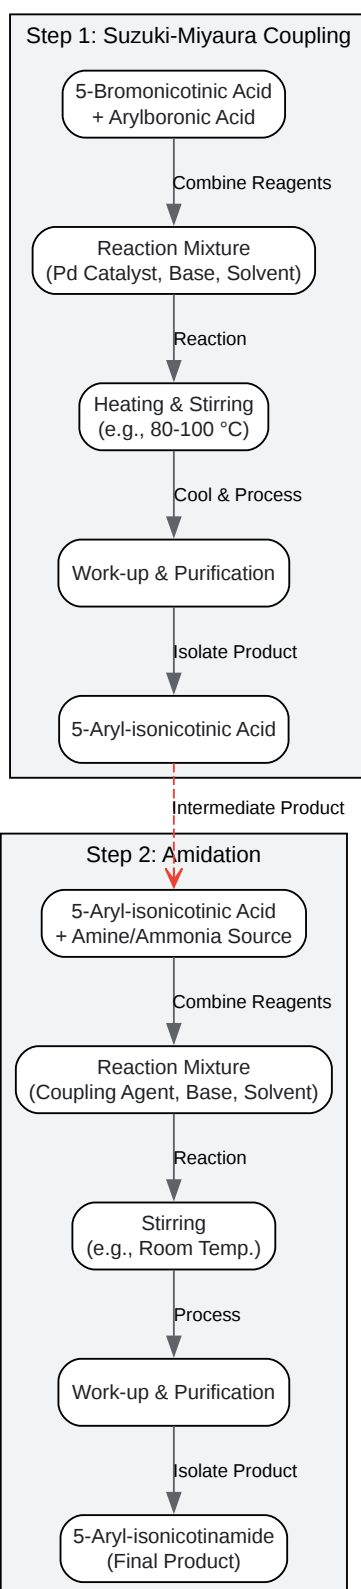 Step 1: Suzuki-Miyaura Coupling
5-Bromonicotinic Acid
+ Arylboronic Acid
Combine Reagents
Reaction Mixture
(Pd Catalyst, Base, Solvent)
Reaction
Heating & Stirring
(e.g., 80-100 °C)
Cool & Process
Work-up & Purification
Isolate Product
5-Aryl-isonicotinic Acid
Intermediate Product
Step 2: Amidation
5-Aryl-isonicotinic Acid
+ Amine/Ammonia Source
Combine Reagents
Reaction Mixture
(Coupling Agent, Base, Solvent)
Reaction
Stirring
(e.g., Room Temp.)
Process
Work-up & Purification
Isolate Product
5-Aryl-isonicotinamide
(Final Product)